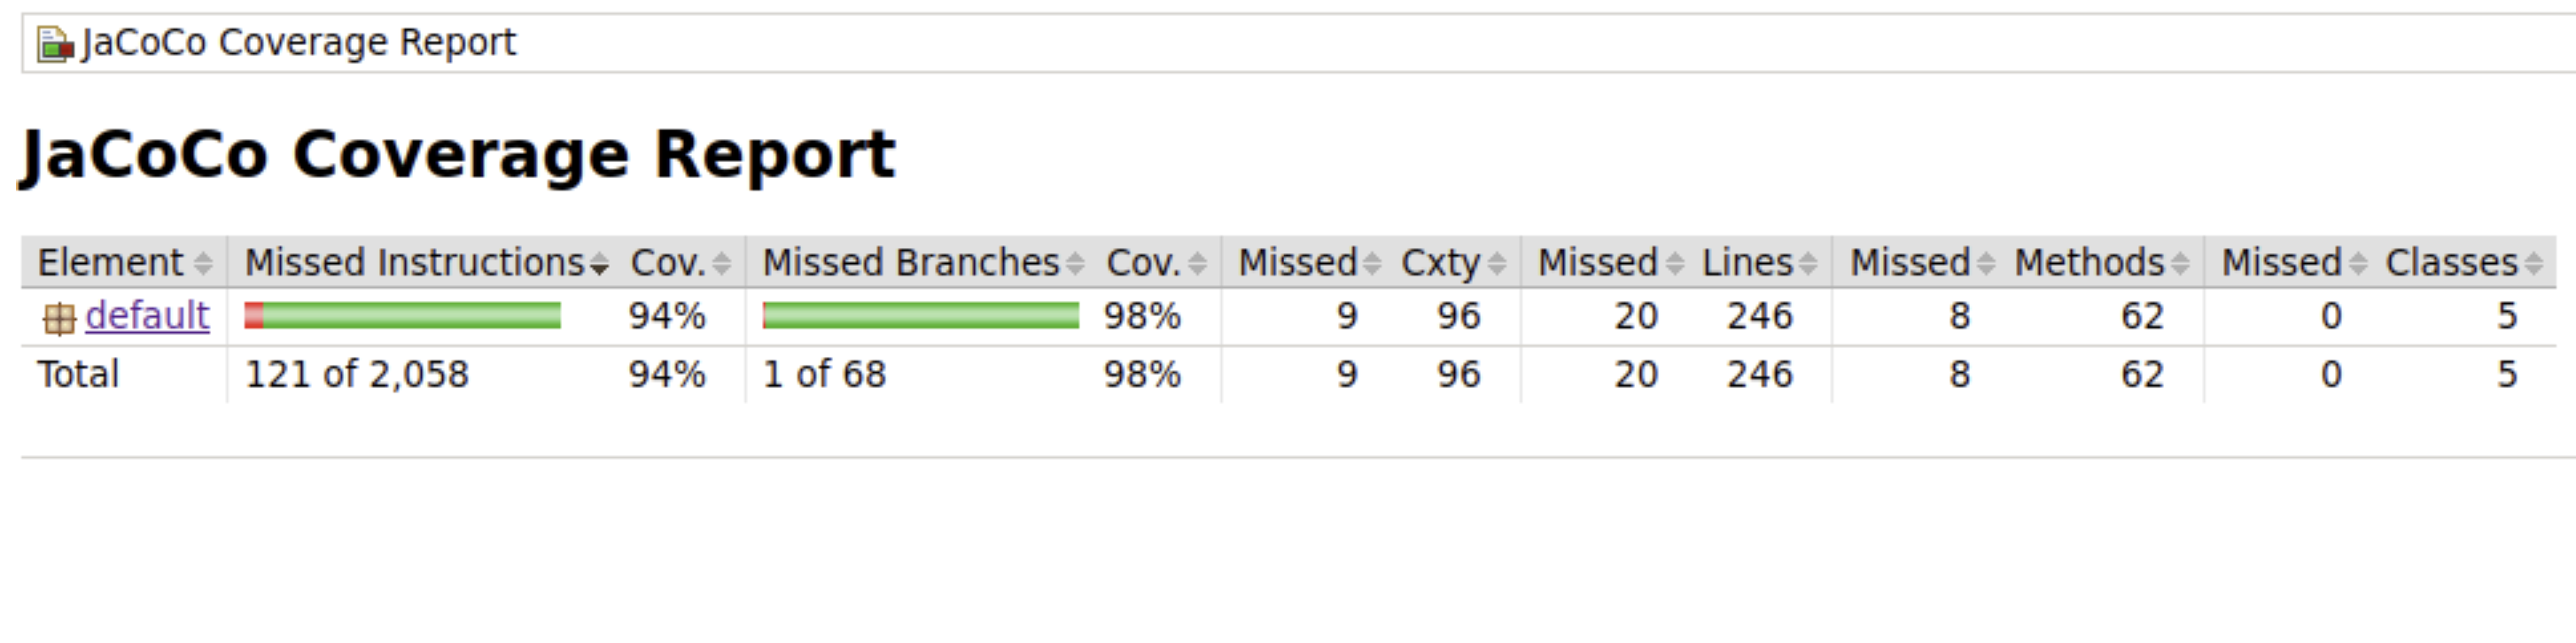 JaCoCo Coverage Report
JaCoCo Coverage Report
Element Missed Instructions Cov. Missed Branches Cov. Missed Cxty Missed Lines Missed Methods Missed Classes
default 94% 98% 9 96 20 246 8 62 0 5
Total 121 of 2,058 94% 1 of 68 98% 9 96 20 246 8 62 0 5